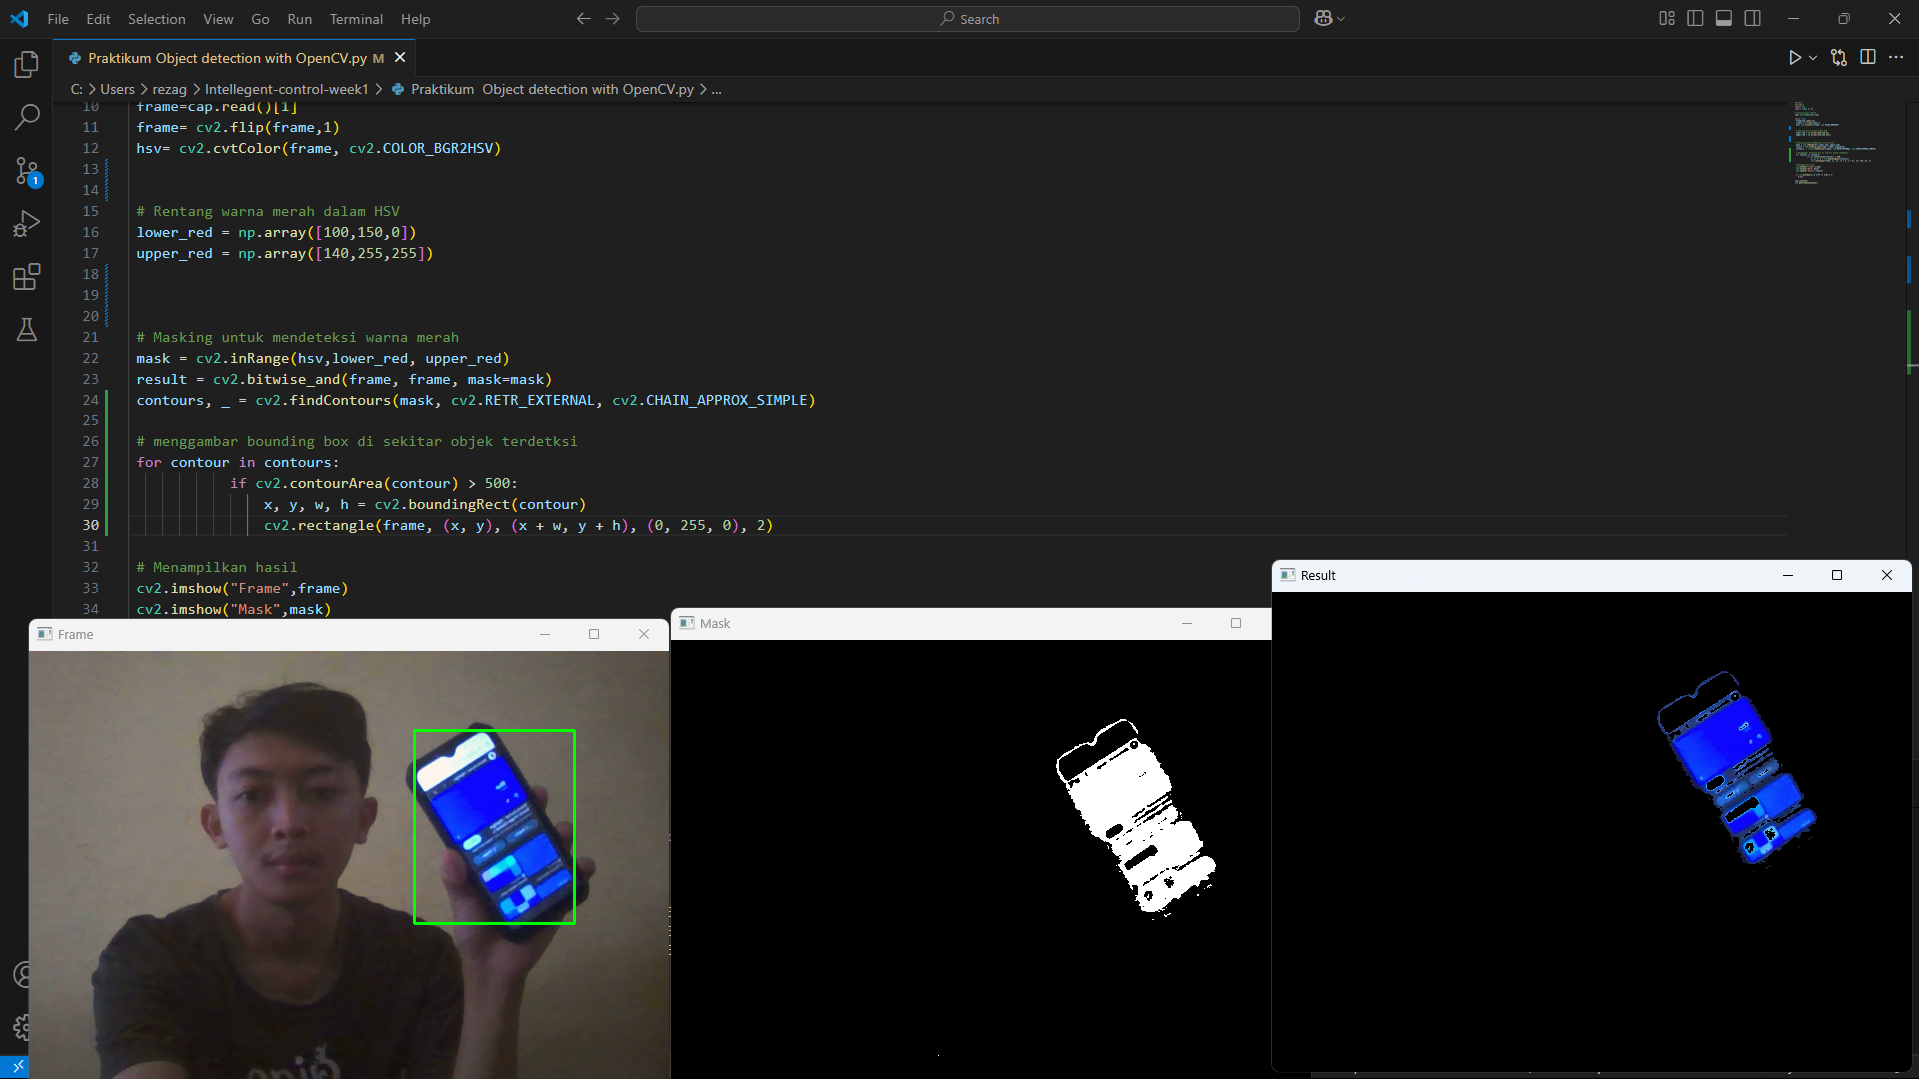 File Edit Selection View Go Run Terminal Help
Search
Praktikum Object detection with OpenCV.py M
C: > Users > rezag > Intellegent-control-week1 > Praktikum Object detection with OpenCV.py > ...
10 frame=cap.read()[1]
11 frame= cv2.flip(frame,1)
12 hsv= cv2.cvtColor(frame, cv2.COLOR_BGR2HSV)
13
14
15 # Rentang warna merah dalam HSV
16 lower_red = np.array([100,150,0])
17 upper_red = np.array([140,255,255])
18
19
20
21 # Masking untuk mendeteksi warna merah
22 mask = cv2.inRange(hsv,lower_red, upper_red)
23 result = cv2.bitwise_and(frame, frame, mask=mask)
24 contours, _ = cv2.findContours(mask, cv2.RETR_EXTERNAL, cv2.CHAIN_APPROX_SIMPLE)
25
26 # menggambar bounding box di sekitar objek terdetksi
27 for contour in contours:
28 if cv2.contourArea(contour) > 500:
29 x, y, w, h = cv2.boundingRect(contour)
30 cv2.rectangle(frame, (x, y), (x + w, y + h), (0, 255, 0), 2)
31
32 # Menampilkan hasil
33 cv2.imshow("Frame",frame)
34 cv2.imshow("Mask",mask)
1
Frame
Mask
Result